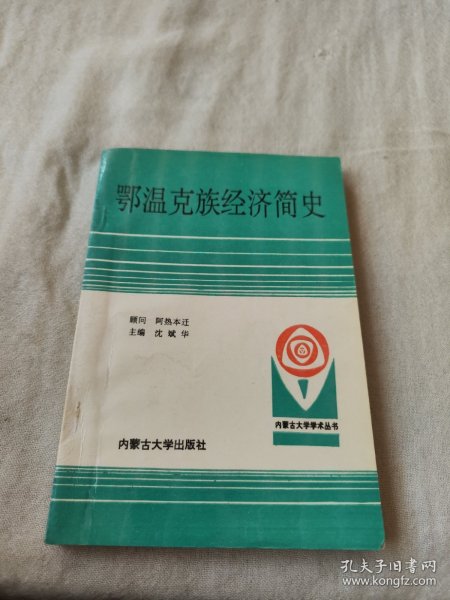 鄂温克族经济简史
顾问 阿热本迁
主编 沈斌华
内蒙古大学学术丛书
内蒙古大学出版社
孔夫子旧书网
www.kongfz.com